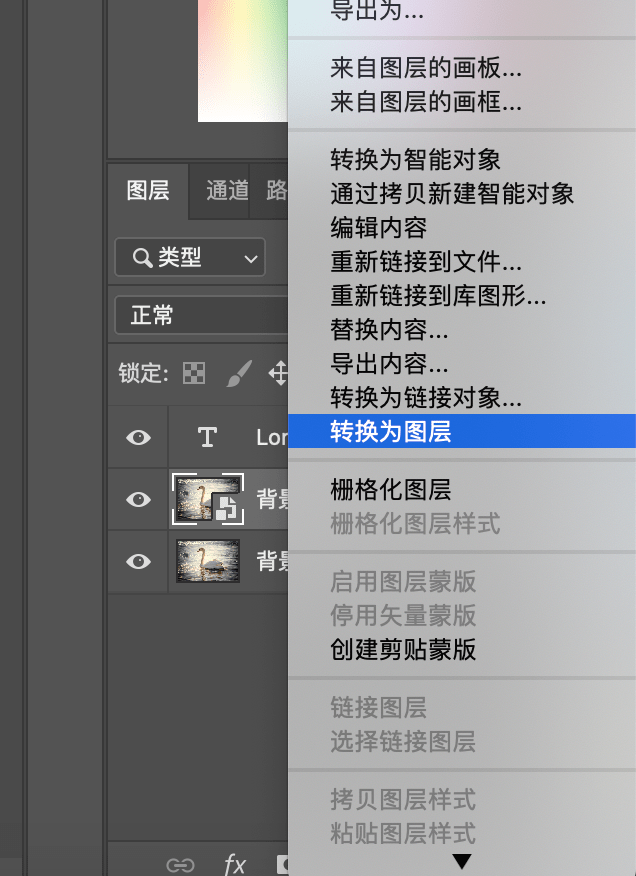 导出为...
来自图层的画板...
来自图层的画框...
转换为智能对象
通过拷贝新建智能对象
编辑内容
重新链接到文件...
重新链接到库图形...
替换内容...
导出内容...
转换为链接对象...
转换为图层
栅格化图层
栅格化图层样式
启用图层蒙版
停用矢量蒙版
创建剪贴蒙版
链接图层
选择链接图层
拷贝图层样式
粘贴图层样式
图层 通道 路
类型
正常
锁定:
T Lor
背景
背景
fx